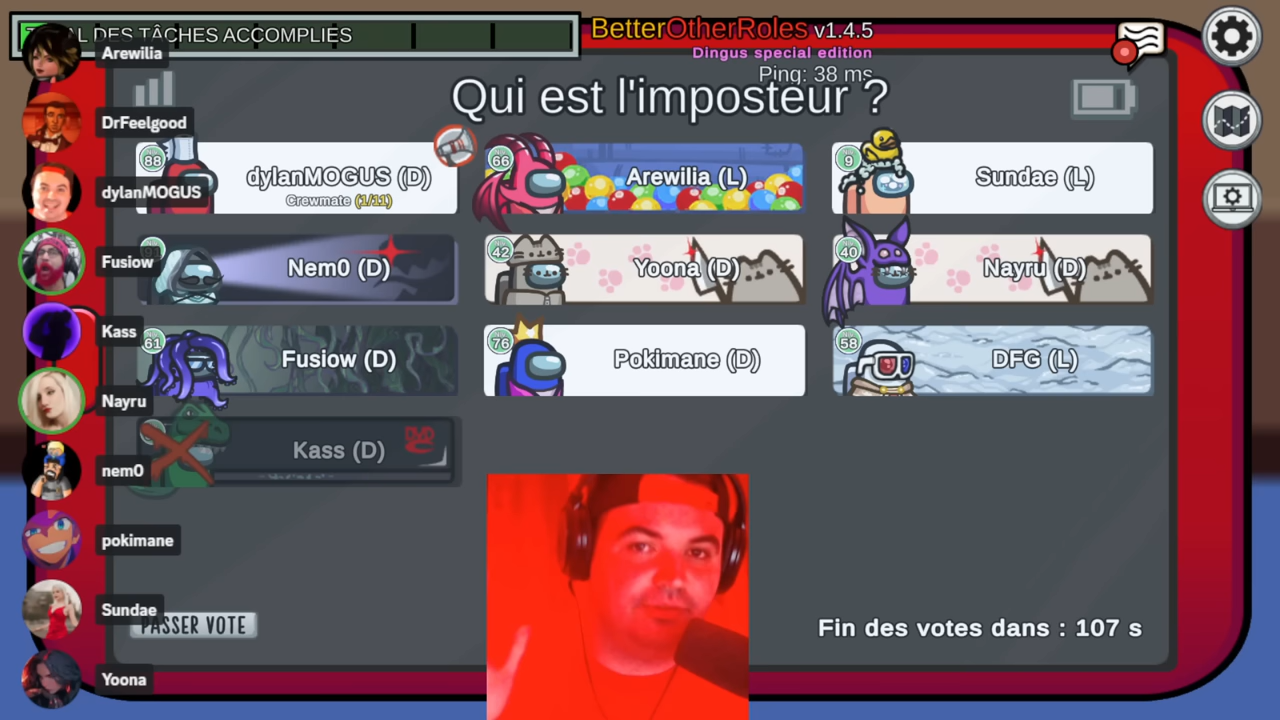 TOTAL DES TÂCHES ACCOMPLIES
BetterOtherRoles v1.4.5
Dingus special edition
Ping: 38 ms
Qui est l'imposteur ?
Arewilia
DrFeelgood
dylanMOGUS
Fusiow
Kass
Nayru
nem0
pokimane
Sundae
Yoona
88
dylanMOGUS (D)
Crewmate (1/11)
66
Arewilia (L)
9
Sundae (L)
Nem0 (D)
42
Yoona (D)
40
Nayru (D)
61
Fusiow (D)
76
Pokimane (D)
58
DFG (L)
Kass (D)
PASSER VOTE
Fin des votes dans : 107 s